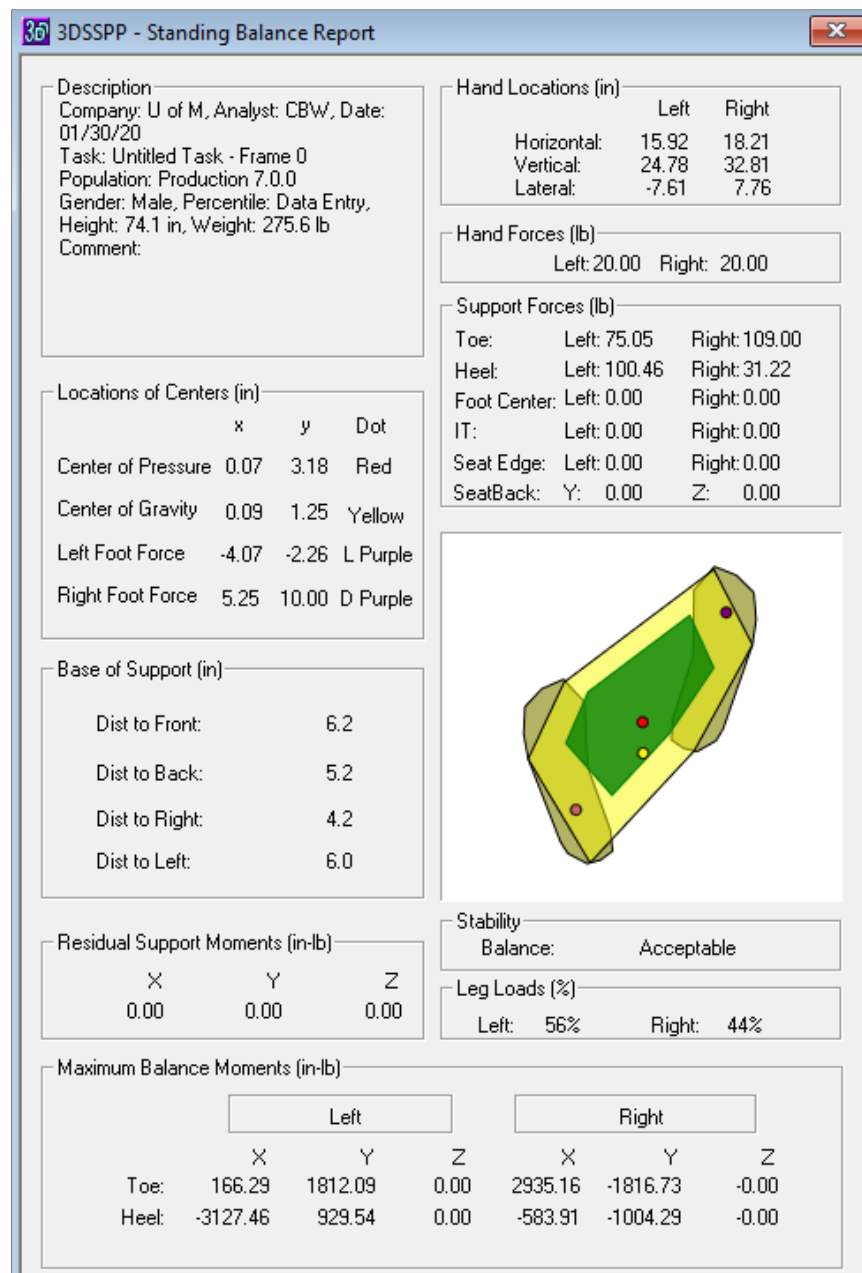 3DSSPP - Standing Balance Report
Description
Company: U of M, Analyst: CBW, Date:
01/30/20
Task: Untitled Task - Frame 0
Population: Production 7.0.0
Gender: Male, Percentile: Data Entry,
Height: 74.1 in, Weight: 275.6 lb
Comment:
Hand Locations (in)
Left Right
Horizontal: 15.92 18.21
Vertical: 24.78 32.81
Lateral: -7.61 7.76
Hand Forces (lb)
Left: 20.00 Right: 20.00
Support Forces (lb)
Toe: Left: 75.05 Right: 109.00
Heel: Left: 100.46 Right: 31.22
Foot Center: Left: 0.00 Right: 0.00
IT: Left: 0.00 Right: 0.00
Seat Edge: Left: 0.00 Right: 0.00
SeatBack: Y: 0.00 Z: 0.00
Locations of Centers (in)
x y Dot
Center of Pressure 0.07 3.18 Red
Center of Gravity 0.09 1.25 Yellow
Left Foot Force -4.07 -2.26 L Purple
Right Foot Force 5.25 10.00 D Purple
Base of Support (in)
Dist to Front: 6.2
Dist to Back: 5.2
Dist to Right: 4.2
Dist to Left: 6.0
Stability
Balance: Acceptable
Residual Support Moments (in-lb)
X Y Z
0.00 0.00 0.00
Leg Loads (%)
Left: 56% Right: 44%
Maximum Balance Moments (in-lb)
Left Right
X Y Z X Y Z
Toe: 166.29 1812.09 0.00 2935.16 -1816.73 -0.00
Heel: -3127.46 929.54 0.00 -583.91 -1004.29 -0.00